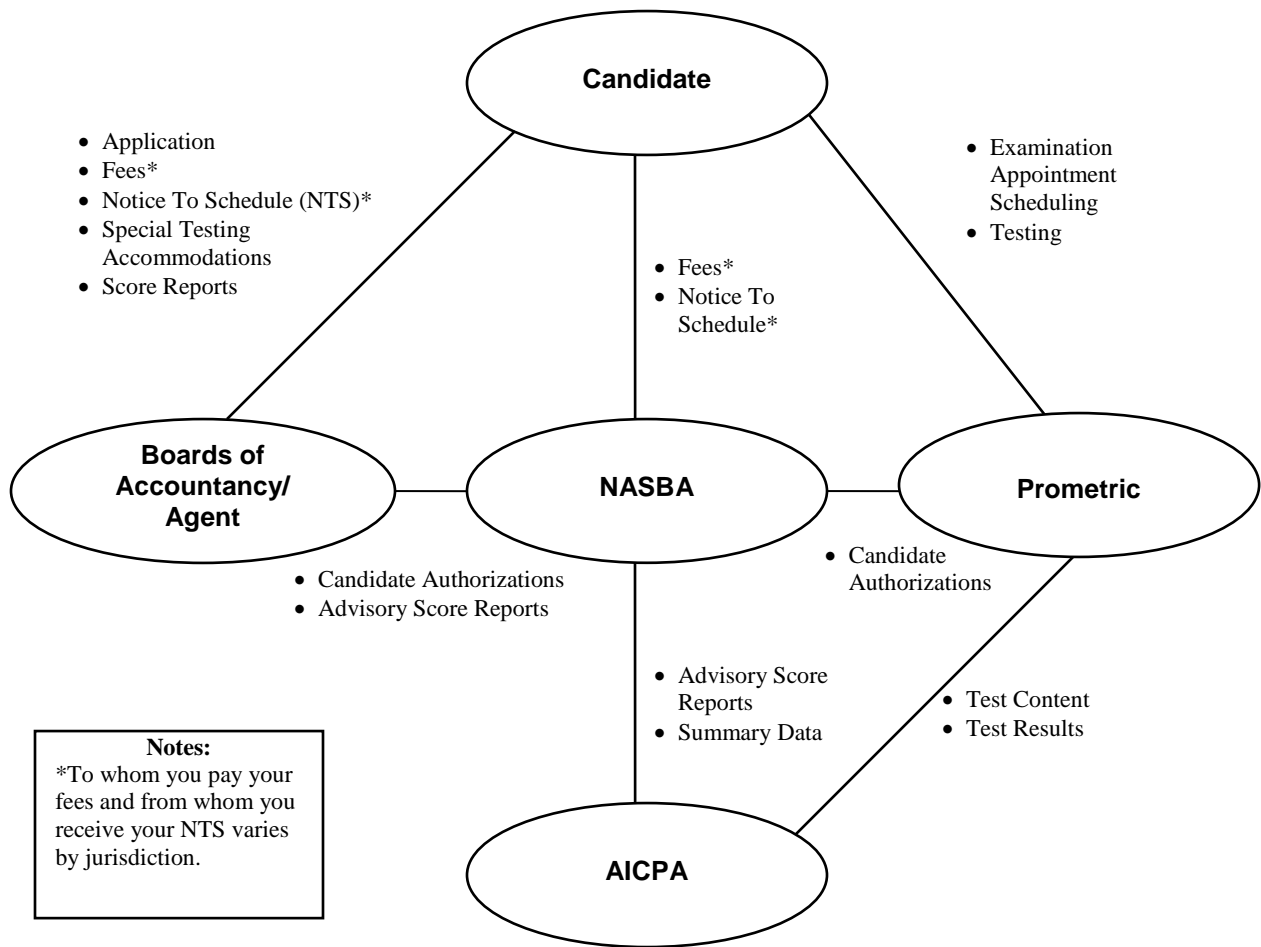 Candidate
• Application
• Fees*
• Notice To Schedule (NTS)*
• Special Testing
Accommodations
• Score Reports
• Fees*
• Notice To
Schedule*
• Examination
Appointment
Scheduling
• Testing
Boards of
Accountancy/
Agent
NASBA
Prometric
• Candidate Authorizations
• Advisory Score Reports
• Candidate
Authorizations
• Advisory Score
Reports
• Summary Data
• Test Content
• Test Results
Notes:
*To whom you pay your
fees and from whom you
receive your NTS varies
by jurisdiction.
AICPA